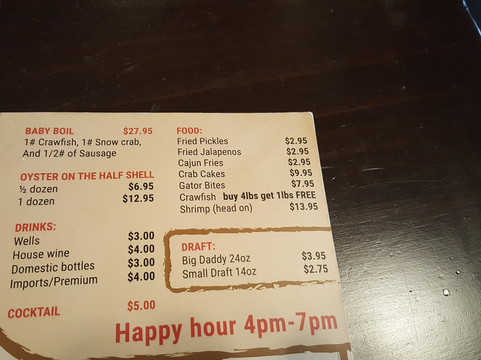 BABY BOIL $27.95
1# Crawfish, 1# Snow crab,
And 1/2# of Sausage
OYSTER ON THE HALF SHELL
½ dozen $6.95
1 dozen $12.95
DRINKS:
Wells $3.00
House wine $4.00
Domestic bottles $3.00
Imports/Premium $4.00
COCKTAIL $5.00
FOOD:
Fried Pickles $2.95
Fried Jalapenos $2.95
Cajun Fries $2.95
Crab Cakes $9.95
Gator Bites $7.95
Crawfish buy 4lbs get 1lbs FREE
Shrimp (head on) $13.95
DRAFT:
Big Daddy 24oz $3.95
Small Draft 14oz $2.75
Happy hour 4pm-7pm